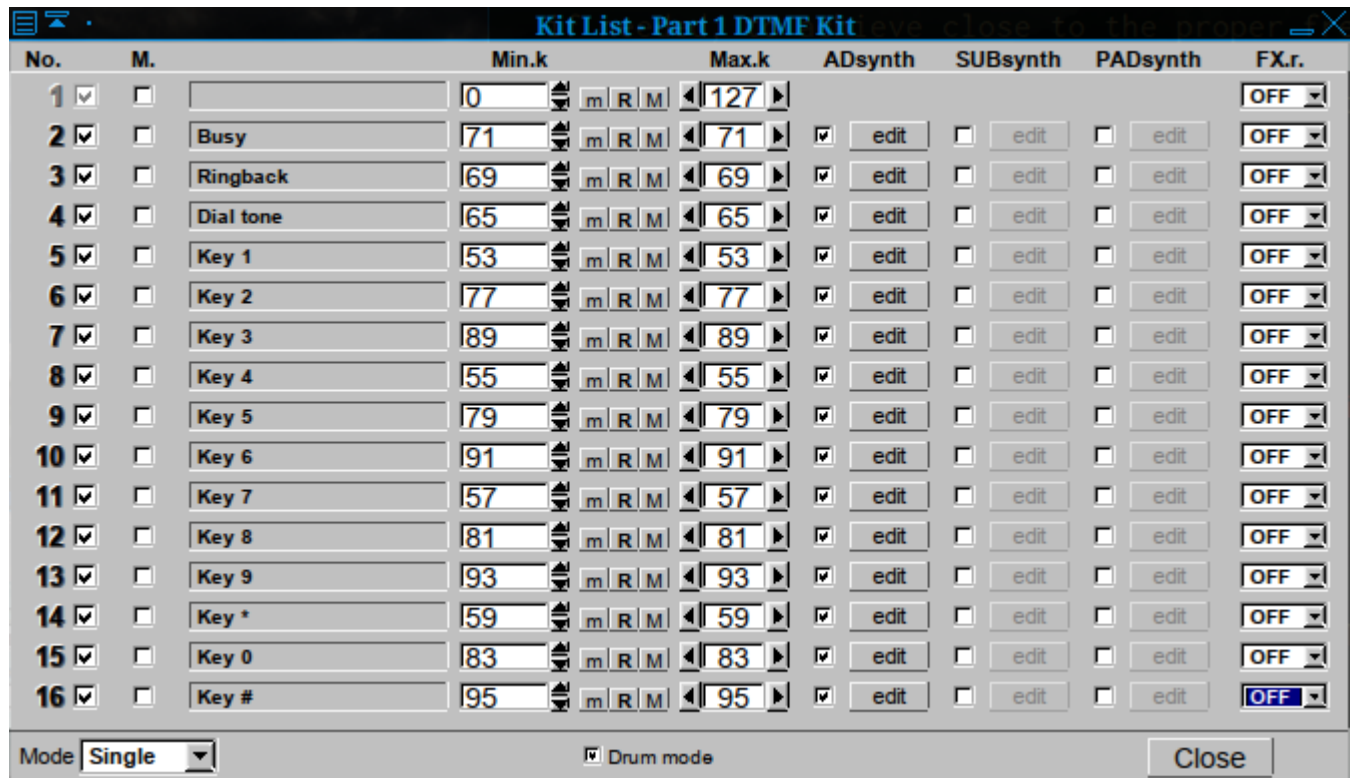 Kit List - Part 1 DTMF Kit
No. M. Min.k Max.k ADsynth SUBsynth PADsynth FX.r.
1 0 m R M 127 OFF
2 Busy 71 m R M 71 edit edit edit OFF
3 Ringback 69 m R M 69 edit edit edit OFF
4 Dial tone 65 m R M 65 edit edit edit OFF
5 Key 1 53 m R M 53 edit edit edit OFF
6 Key 2 77 m R M 77 edit edit edit OFF
7 Key 3 89 m R M 89 edit edit edit OFF
8 Key 4 55 m R M 55 edit edit edit OFF
9 Key 5 79 m R M 79 edit edit edit OFF
10 Key 6 91 m R M 91 edit edit edit OFF
11 Key 7 57 m R M 57 edit edit edit OFF
12 Key 8 81 m R M 81 edit edit edit OFF
13 Key 9 93 m R M 93 edit edit edit OFF
14 Key * 59 m R M 59 edit edit edit OFF
15 Key 0 83 m R M 83 edit edit edit OFF
16 Key # 95 m R M 95 edit edit edit OFF
Mode Single Drum mode Close